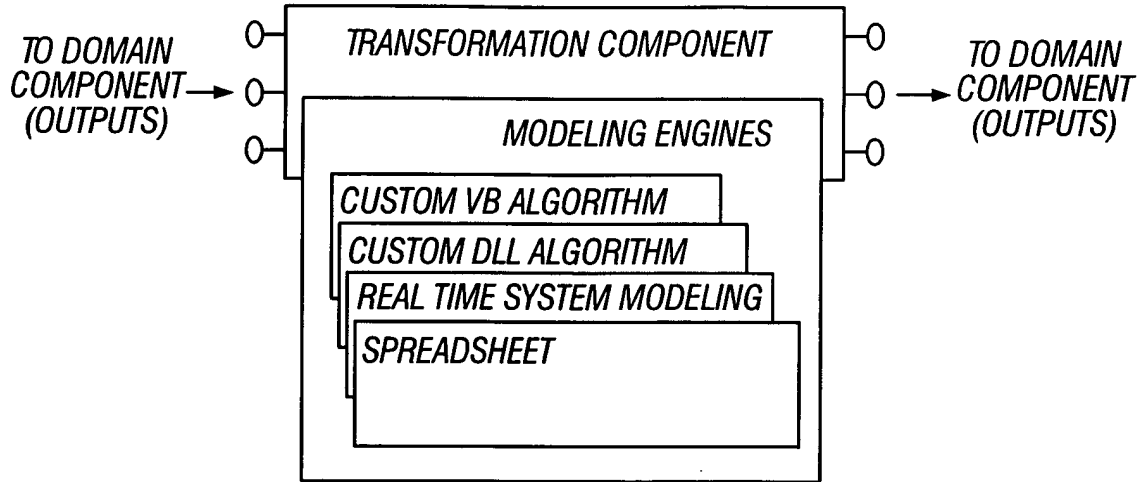 TO DOMAIN
COMPONENT
(OUTPUTS)
TRANSFORMATION COMPONENT
TO DOMAIN
COMPONENT
(OUTPUTS)
MODELING ENGINES
CUSTOM VB ALGORITHM
CUSTOM DLL ALGORITHM
REAL TIME SYSTEM MODELING
SPREADSHEET